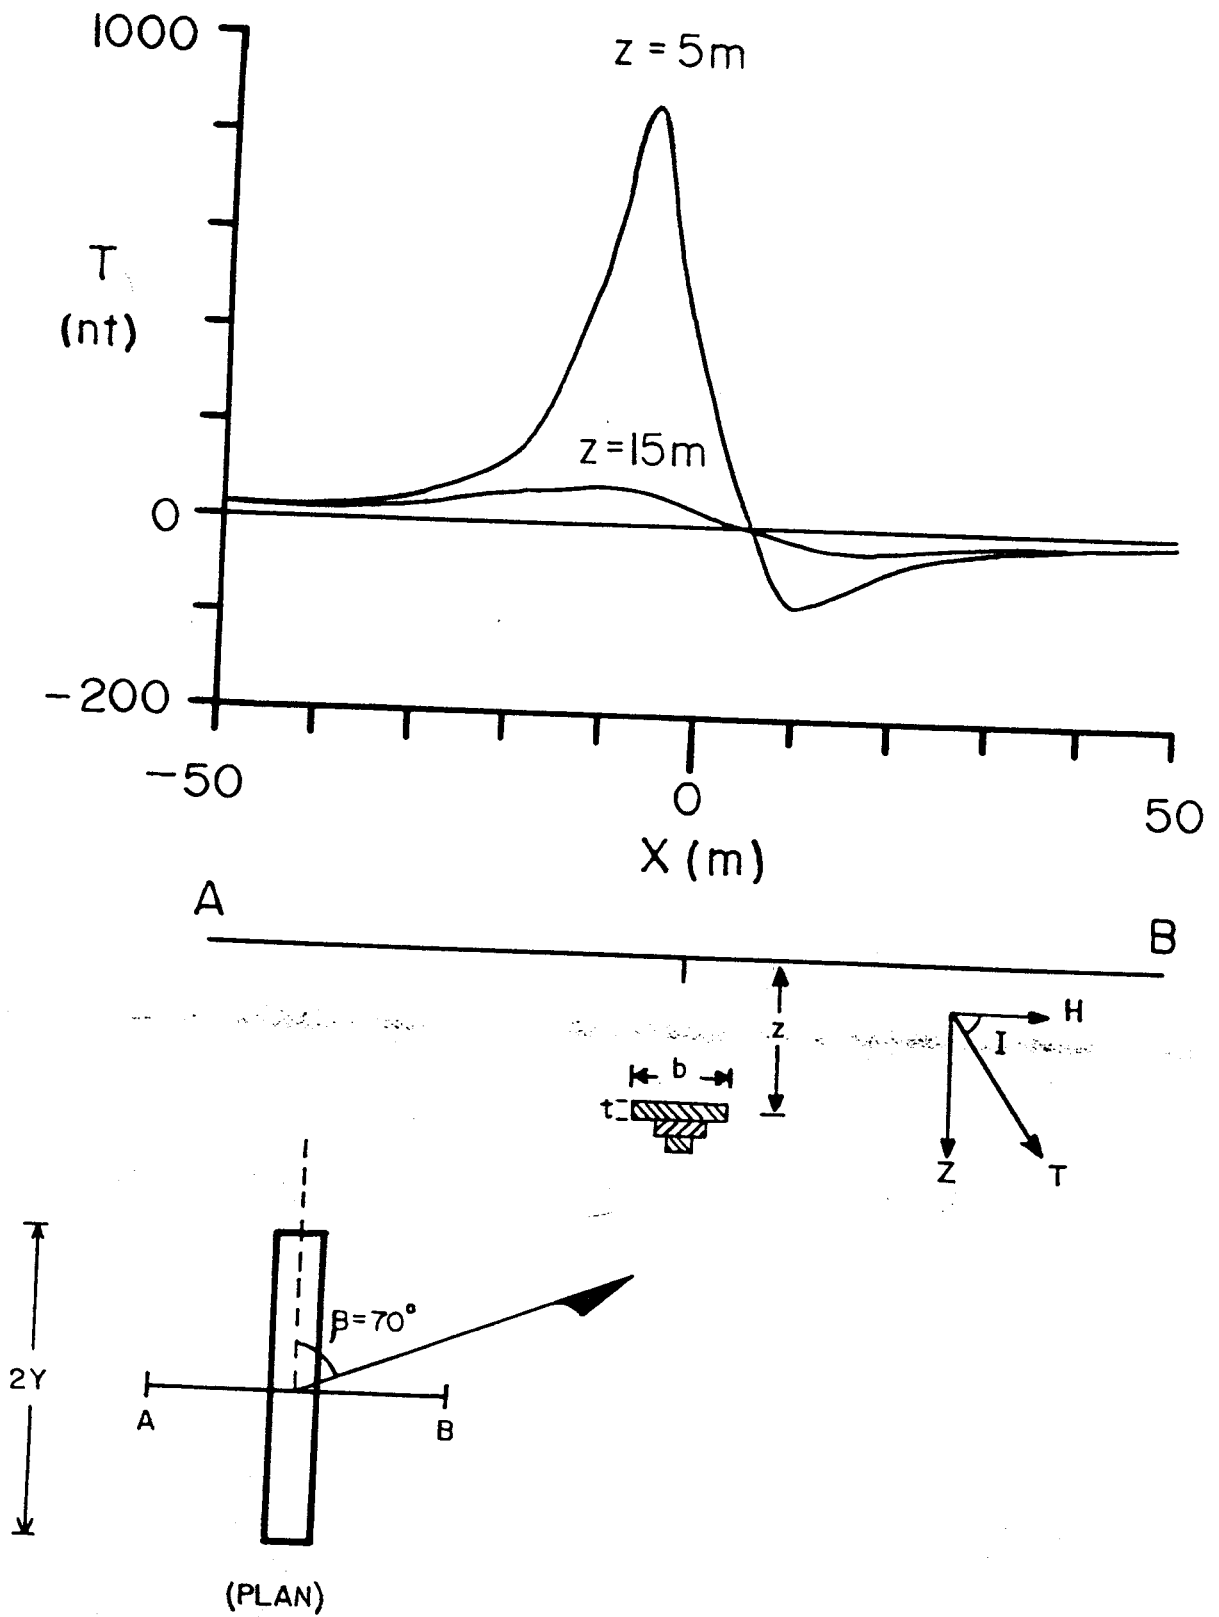 1000
z = 5m
T
(nt)
z=15m
0
-200
-50
0
50
X (m)
A
B
z
b
t
H
I
Z
T
β=70°
2Y
A
B
(PLAN)